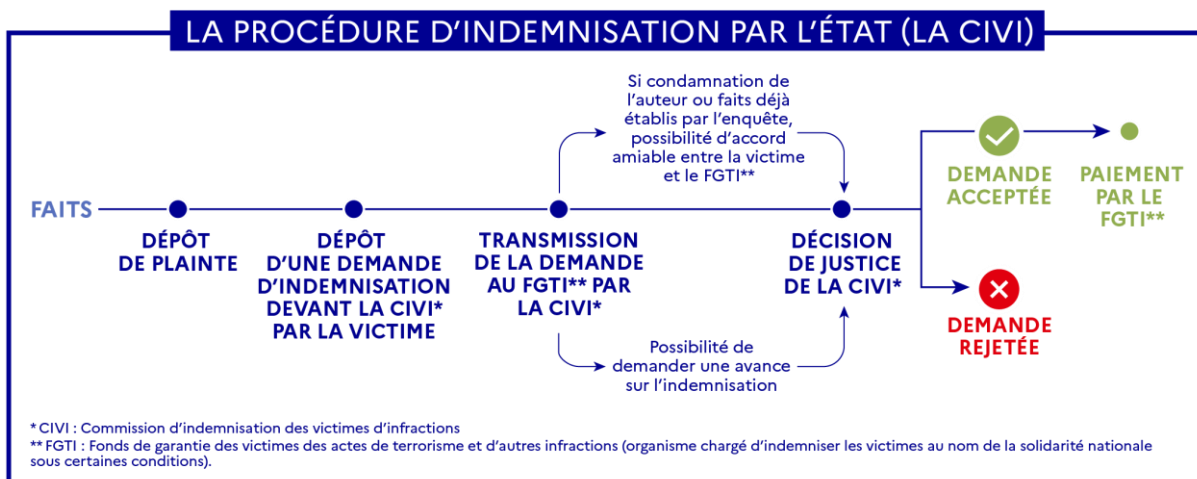 LA PROCÉDURE D'INDEMNISATION PAR L'ÉTAT (LA CIVI)
Si condamnation de
l'auteur ou faits déjà
établis par l'enquête,
possibilité d'accord
amiable entre la victime
et le FGTI**
FAITS
DÉPÔT
DE PLAINTE
DÉPÔT
D'UNE DEMANDE
D'INDEMNISATION
DEVANT LA CIVI*
PAR LA VICTIME
TRANSMISSION
DE LA DEMANDE
AU FGTI** PAR
LA CIVI*
Possibilité de
demander une avance
sur l'indemnisation
DÉCISION
DE JUSTICE
DE LA CIVI*
DEMANDE
ACCEPTÉE
PAIEMENT
PAR LE
FGTI**
DEMANDE
REJETÉE
* CIVI : Commission d'indemnisation des victimes d'infractions
** FGTI : Fonds de garantie des victimes des actes de terrorisme et d'autres infractions (organisme chargé d'indemniser les victimes au nom de la solidarité nationale
sous certaines conditions).